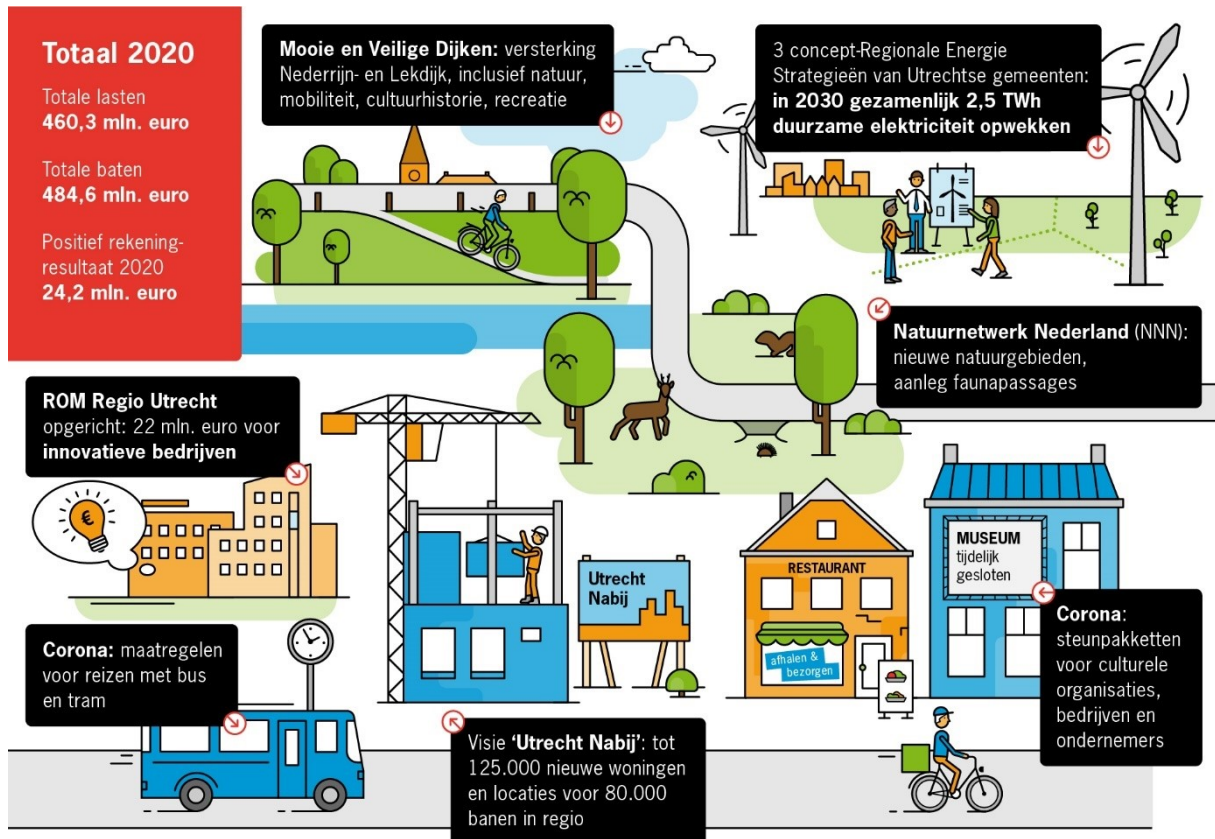 Totaal 2020
Totale lasten
460,3 mln. euro
Totale baten
484,6 mln. euro
Positief rekening-
resultaat 2020
24,2 mln. euro
Mooie en Veilige Dijken: versterking
Nederrijn- en Lekdijk, inclusief natuur,
mobiliteit, cultuurhistorie, recreatie
3 concept-Regionale Energie
Strategieën van Utrechtse gemeenten:
in 2030 gezamenlijk 2,5 TWh
duurzame elektriciteit opwekken
Natuurnetwerk Nederland (NNN):
nieuwe natuurgebieden,
aanleg faunapassages
ROM Regio Utrecht
opgericht: 22 mln. euro voor
innovatieve bedrijven
€
Utrecht
Nabij
RESTAURANT
afhalen &
bezorgen
MUSEUM
tijdelijk
gesloten
Corona: maatregelen
voor reizen met bus
en tram
Corona:
steunpakketten
voor culturele
organisaties,
bedrijven en
ondernemers
Visie ‘Utrecht Nabij’: tot
125.000 nieuwe woningen
en locaties voor 80.000
banen in regio